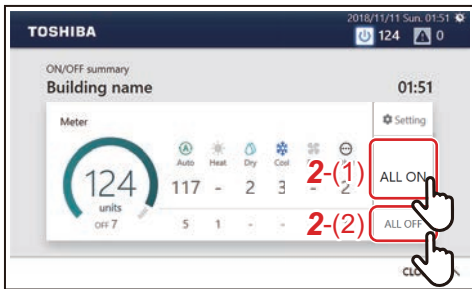 2018/11/11 Sun. 01:51
TOSHIBA
124 0
ON/OFF summary
Building name
01:51
Meter
Setting
Auto Heat Dry Cool
124
units
OFF 7
117 - 2 3 - 2
5 1 - -
2-(1)
ALL ON
2-(2)
ALL OFF